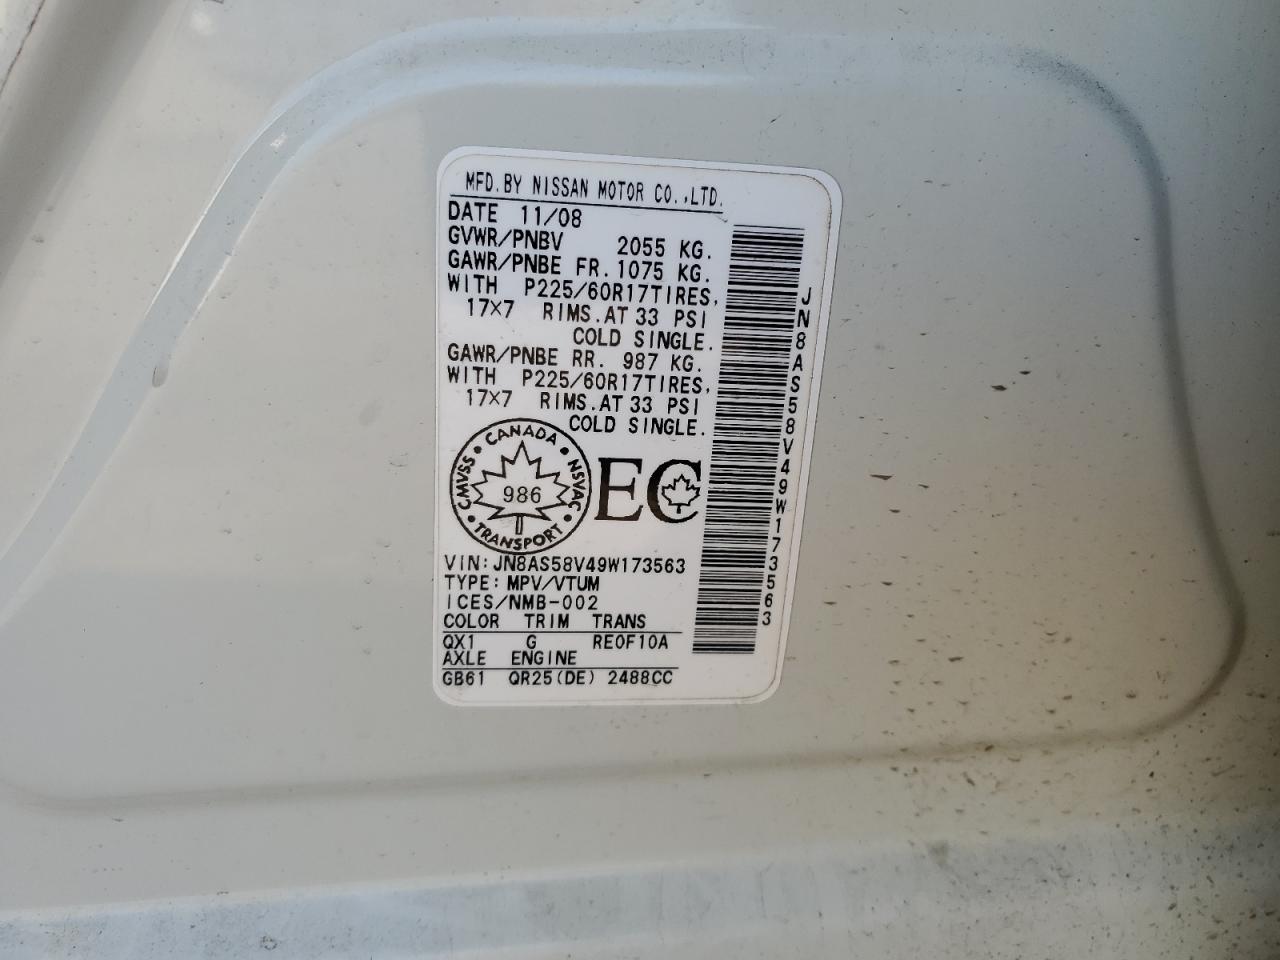 MFD. BY NISSAN MOTOR CO.,LTD.
DATE 11/08
GVWR/PNBV 2055 KG.
GAWR/PNBE FR. 1075 KG.
WITH P225/60R17TIRES,
17×7 RIMS. AT 33 PSI
COLD SINGLE.
GAWR/PNBE RR. 987 KG.
WITH P225/60R17TIRES,
17×7 RIMS. AT 33 PSI
COLD SINGLE.
CANADA • NSVAC • TRANSPORT • CMVSS •
986
EC
VIN: JN8AS58V49W173563
TYPE: MPV/VTUM
ICES/NMB-002
COLOR TRIM TRANS
QX1 G RE0F10A
AXLE ENGINE
GB61 QR25(DE) 2488CC
JN8AS58V49W173563